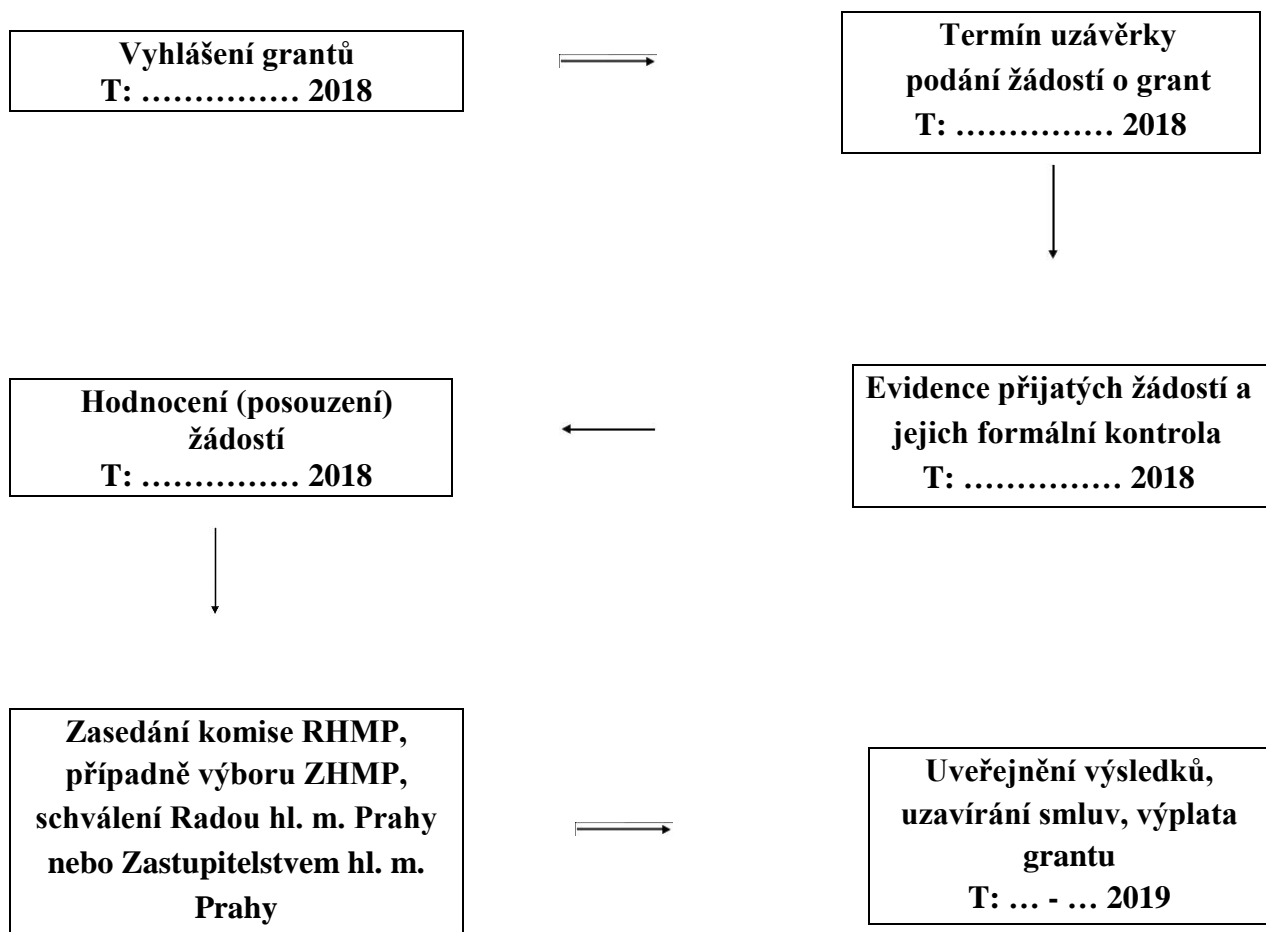 Vyhlášení grantů
T: …………… 2018
Termín uzávěrky
podání žádostí o grant
T: …………… 2018
Evidence přijatých žádostí a
jejich formální kontrola
T: …………… 2018
Hodnocení (posouzení)
žádostí
T: …………… 2018
Zasedání komise RHMP,
případně výboru ZHMP,
schválení Radou hl. m. Prahy
nebo Zastupitelstvem hl. m.
Prahy
Uveřejnění výsledků,
uzavírání smluv, výplata
grantu
T: … - … 2019